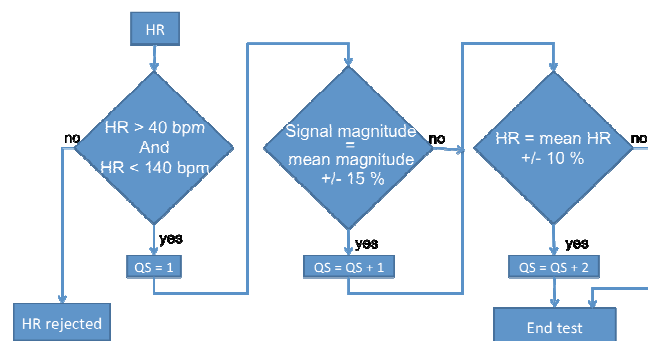 HR
HR > 40 bpm
And
HR < 140 bpm
no
yes
QS = 1
HR rejected
Signal magnitude
=
mean magnitude
+/- 15 %
no
yes
QS = QS + 1
HR = mean HR
+/- 10 %
no
yes
QS = QS + 2
End test